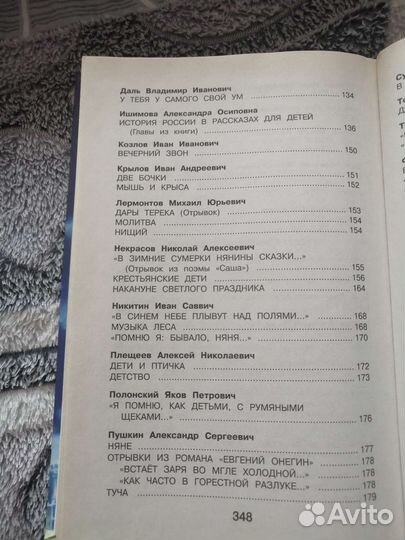 Даль Владимир Иванович
У ТЕБЯ У САМОГО СВОЙ УМ 134
Ишимова Александра Осиповна
ИСТОРИЯ РОССИИ В РАССКАЗАХ ДЛЯ ДЕТЕЙ
(Главы из книги) 136
Козлов Иван Иванович
ВЕЧЕРНИЙ ЗВОН 150
Крылов Иван Андреевич
ДВЕ БОЧКИ 151
МЫШЬ И КРЫСА 152
Лермонтов Михаил Юрьевич
ДАРЫ ТЕРЕКА (Отрывок) 153
МОЛИТВА 154
НИЩИЙ 154
Некрасов Николай Алексеевич
«В ЗИМНИЕ СУМЕРКИ НЯНИНЫ СКАЗКИ...»
(Отрывок из поэмы «Саша») 155
КРЕСТЬЯНСКИЕ ДЕТИ 156
НАКАНУНЕ СВЕТЛОГО ПРАЗДНИКА 164
Никитин Иван Саввич
«В СИНЕМ НЕБЕ ПЛЫВУТ НАД ПОЛЯМИ...» 168
МУЗЫКА ЛЕСА 168
«ПОМНЮ Я: БЫВАЛО, НЯНЯ...» 170
Плещеев Алексей Николаевич
ДЕТИ И ПТИЧКА 172
ДЕТСТВО 173
Полонский Яков Петрович
«Я ПОМНЮ, КАК ДЕТЬМИ, С РУМЯНЫМИ
ЩЕКАМИ...» 176
Пушкин Александр Сергеевич
НЯНЕ 177
ОТРЫВКИ ИЗ РОМАНА «ЕВГЕНИЙ ОНЕГИН» 178
«ВСТАЁТ ЗАРЯ ВО МГЛЕ ХОЛОДНОЙ...» 178
«КАК ЧАСТО В ГОРЕСТНОЙ РАЗЛУКЕ...» 178
ТУЧА 179
348
Avito